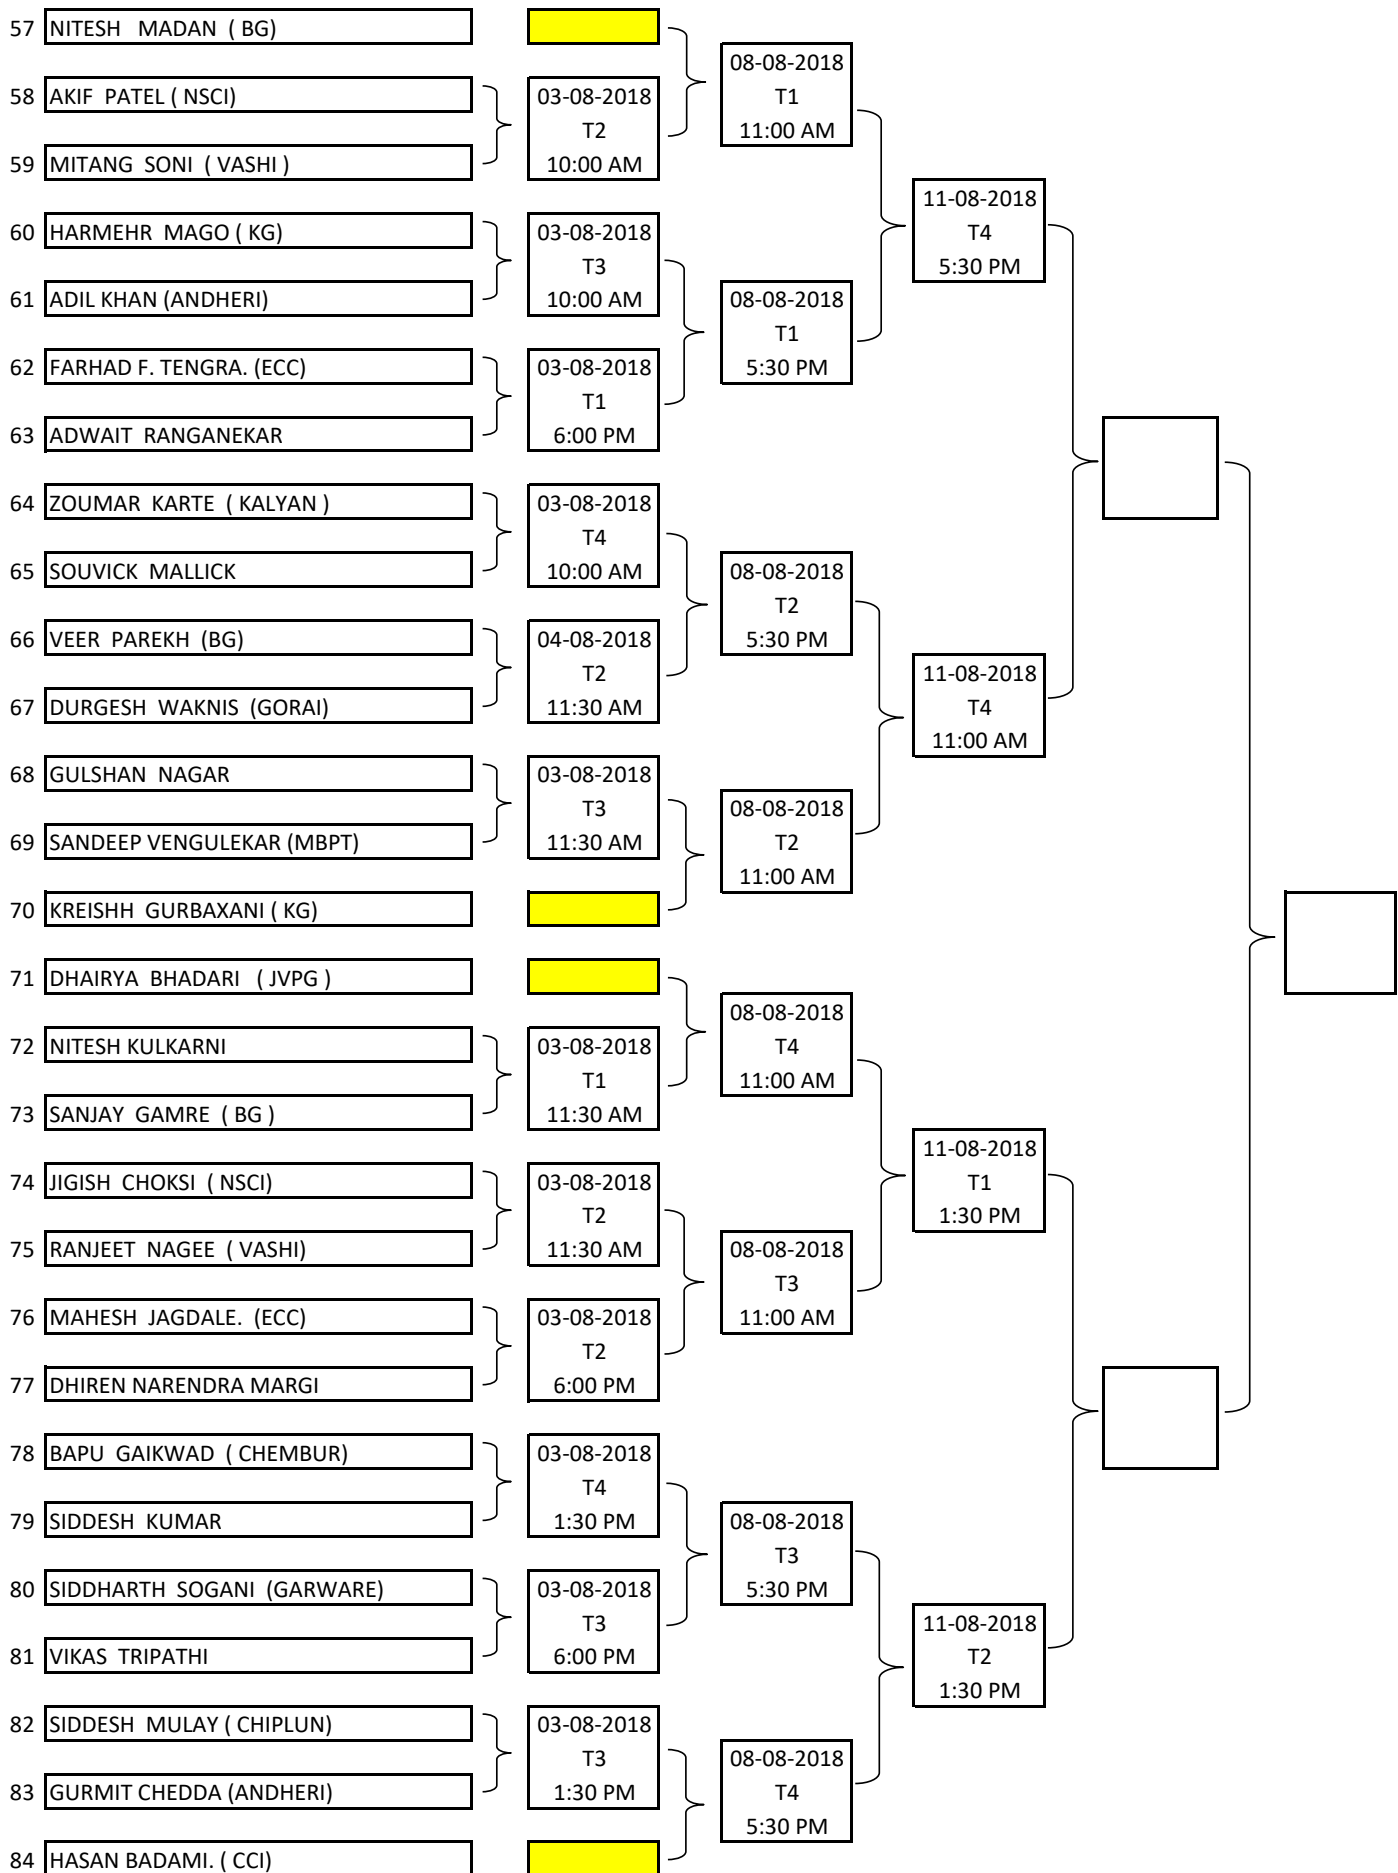 57 NITESH MADAN ( BG)
08-08-2018
T1
11:00 AM
58 AKIF PATEL ( NSCI)
03-08-2018
T2
10:00 AM
59 MITANG SONI ( VASHI )
11-08-2018
T4
5:30 PM
60 HARMEHR MAGO ( KG)
03-08-2018
T3
10:00 AM
61 ADIL KHAN (ANDHERI)
08-08-2018
T1
5:30 PM
62 FARHAD F. TENGRA. (ECC)
03-08-2018
T1
6:00 PM
63 ADWAIT RANGANEKAR
64 ZOUMAR KARTE ( KALYAN )
03-08-2018
T4
10:00 AM
65 SOUVICK MALLICK
08-08-2018
T2
5:30 PM
66 VEER PAREKH (BG)
04-08-2018
T2
11:30 AM
67 DURGESH WAKNIS (GORAI)
11-08-2018
T4
11:00 AM
68 GULSHAN NAGAR
03-08-2018
T3
11:30 AM
69 SANDEEP VENGULEKAR (MBPT)
08-08-2018
T2
11:00 AM
70 KREISHH GURBAXANI ( KG)
71 DHAIRYA BHADARI ( JVPG )
08-08-2018
T4
11:00 AM
72 NITESH KULKARNI
03-08-2018
T1
11:30 AM
73 SANJAY GAMRE ( BG )
11-08-2018
T1
1:30 PM
74 JIGISH CHOKSI ( NSCI)
03-08-2018
T2
11:30 AM
75 RANJEET NAGEE ( VASHI)
08-08-2018
T3
11:00 AM
76 MAHESH JAGDALE. (ECC)
03-08-2018
T2
6:00 PM
77 DHIREN NARENDRA MARGI
78 BAPU GAIKWAD ( CHEMBUR)
03-08-2018
T4
1:30 PM
79 SIDDESH KUMAR
08-08-2018
T3
5:30 PM
80 SIDDHARTH SOGANI (GARWARE)
03-08-2018
T3
6:00 PM
81 VIKAS TRIPATHI
11-08-2018
T2
1:30 PM
82 SIDDESH MULAY ( CHIPLUN)
03-08-2018
T3
1:30 PM
83 GURMIT CHEDDA (ANDHERI)
08-08-2018
T4
5:30 PM
84 HASAN BADAMI. ( CCI)